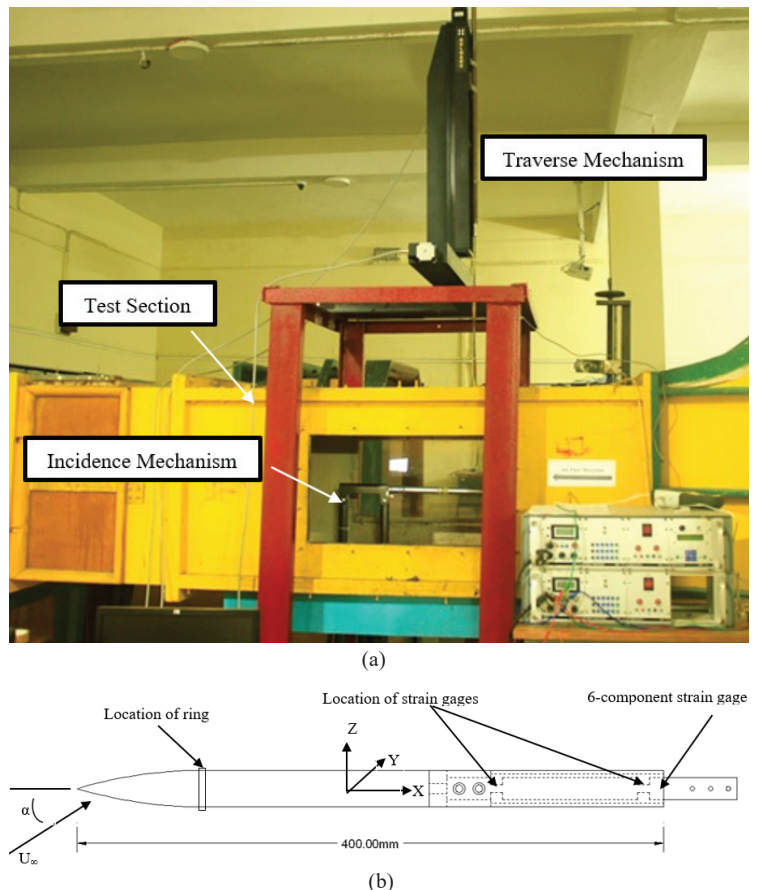 Traverse Mechanism
Test Section
Incidence Mechanism
(a)
Location of strain gages
6-component strain gage
Location of ring
Z
Y
X
α
U∞
400.00mm
(b)